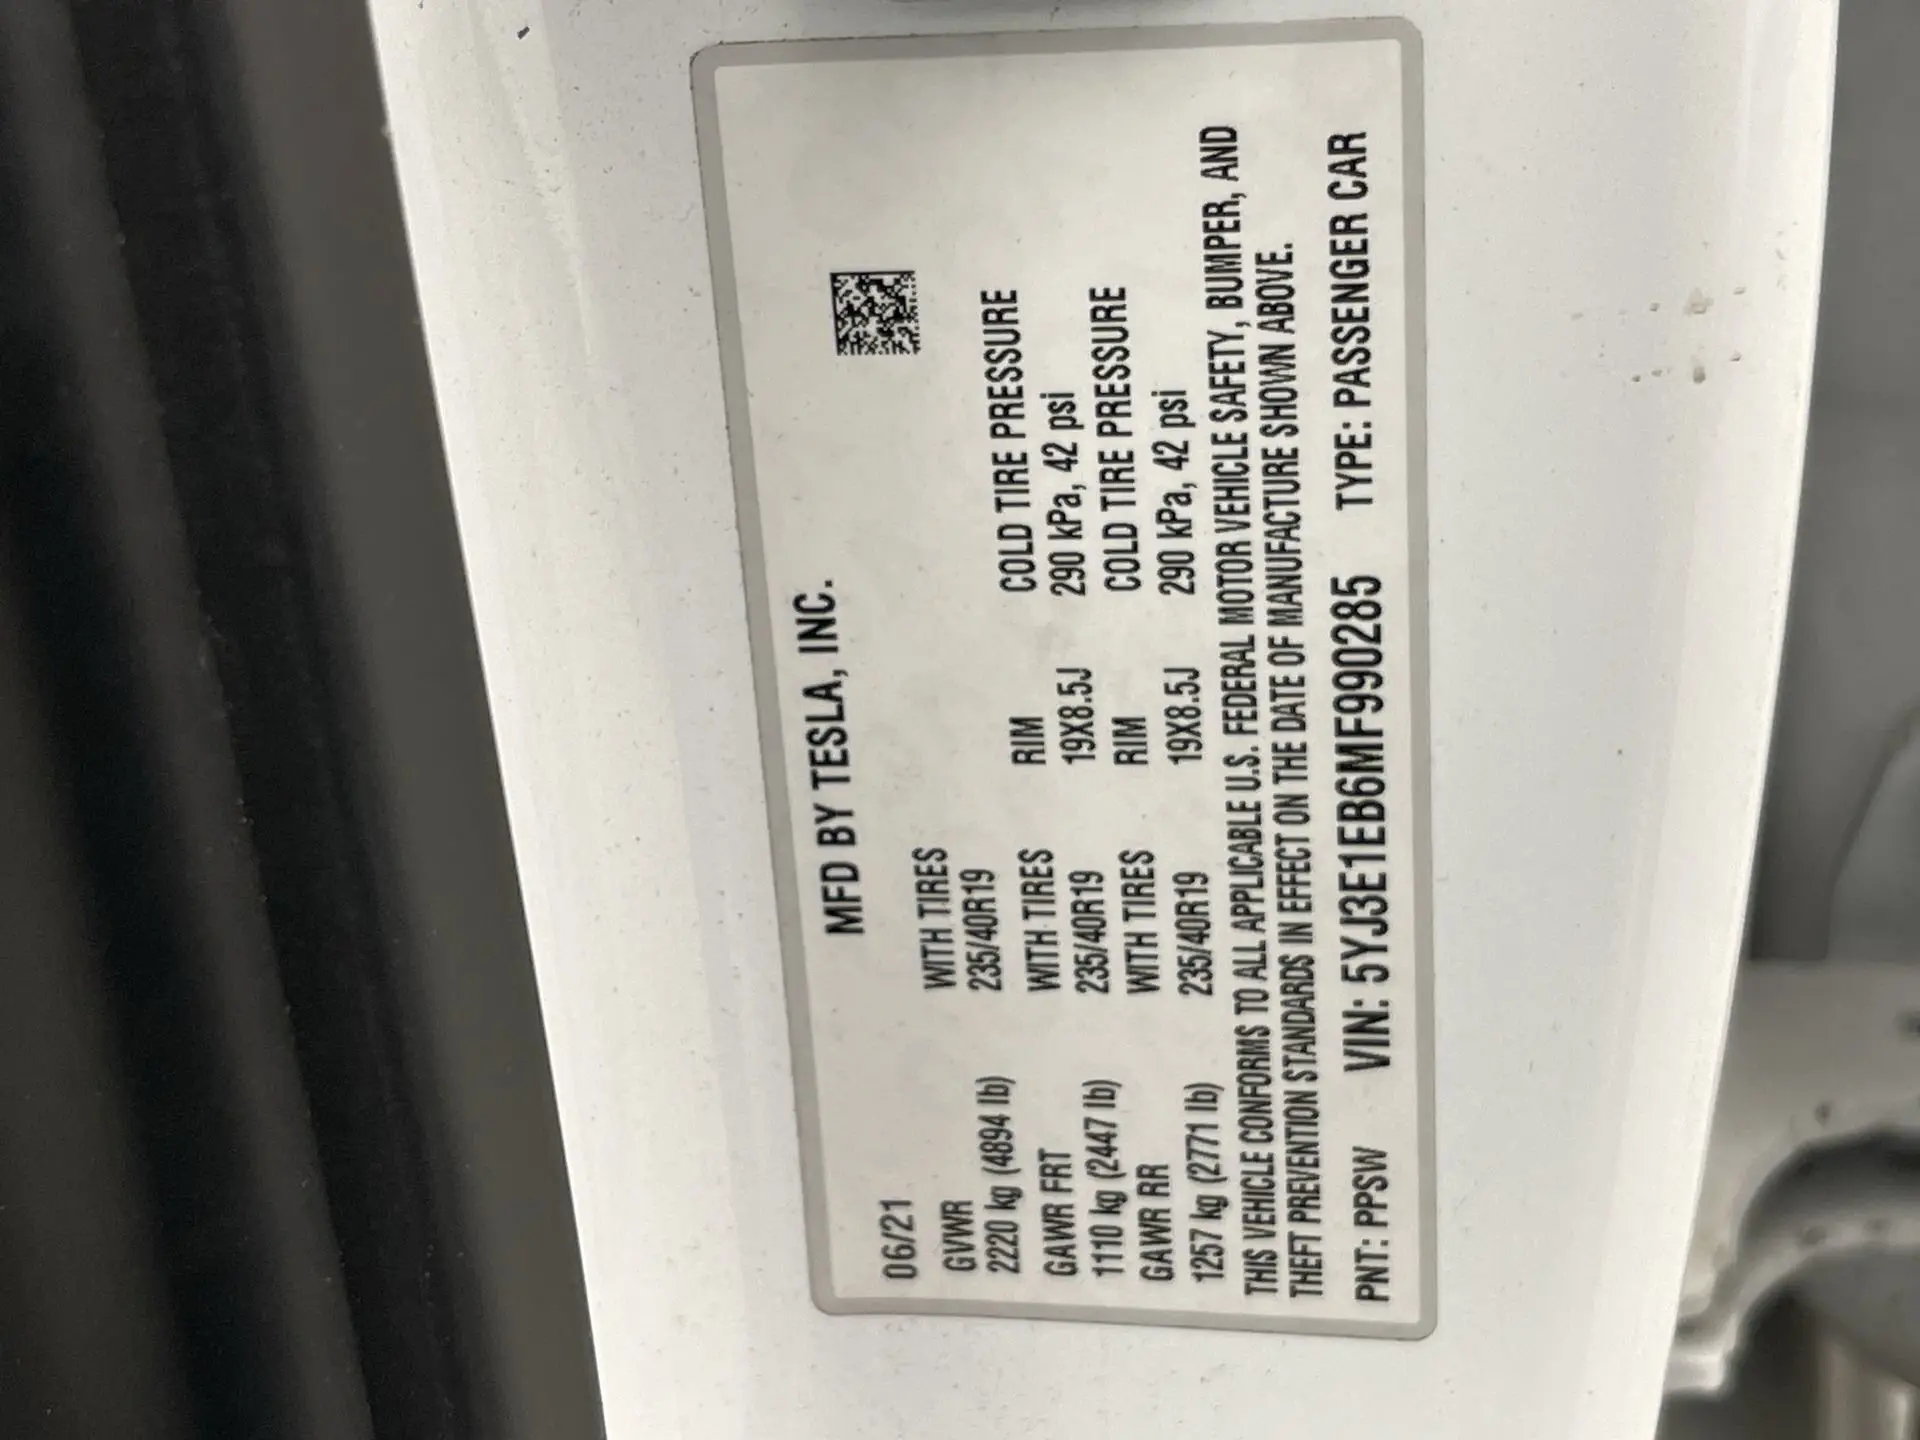 MFD BY TESLA, INC.
06/21
GVWR WITH TIRES
2220 kg (4894 lb) 235/40R19
GAWR FRT WITH TIRES RIM COLD TIRE PRESSURE
1110 kg (2447 lb) 235/40R19 19X8.5J 290 kPa, 42 psi
GAWR RR WITH TIRES RIM COLD TIRE PRESSURE
1257 kg (2771 lb) 235/40R19 19X8.5J 290 kPa, 42 psi
THIS VEHICLE CONFORMS TO ALL APPLICABLE U.S. FEDERAL MOTOR VEHICLE SAFETY, BUMPER, AND
THEFT PREVENTION STANDARDS IN EFFECT ON THE DATE OF MANUFACTURE SHOWN ABOVE.
PNT: PPSW VIN: 5YJ3E1EB6MF990285 TYPE: PASSENGER CAR